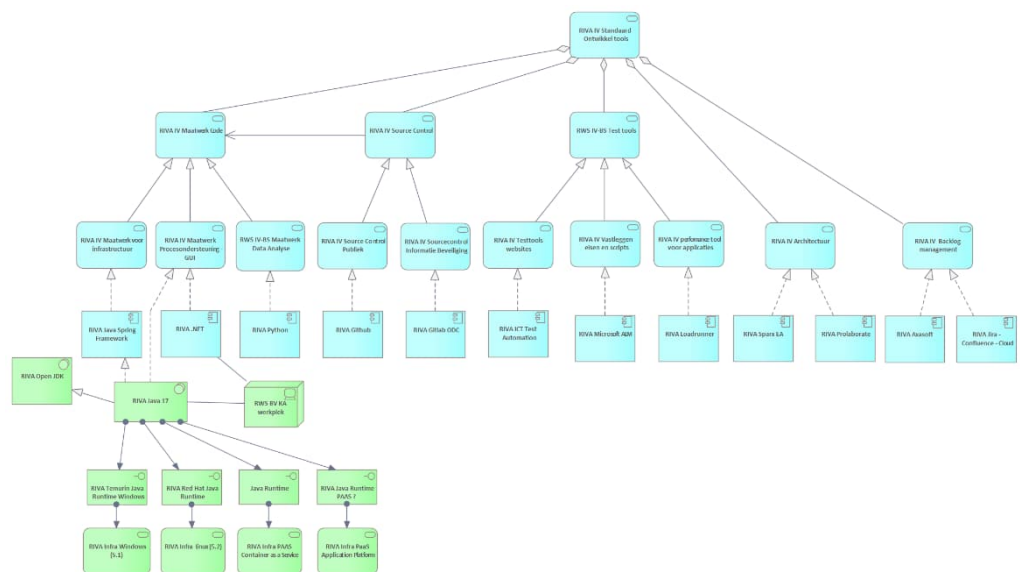 RIVA IV Standaard
Ontwikkel tools
RIVA IV Maatwerk Code
RIVA IV Source Control
RWS IV-BS Test tools
RIVA IV Maatwerk voor
infrastructuur
RIVA IV Maatwerk
Procesondersteuning
GUI
RWS IV-BS Maatwerk
Data Analyse
RIVA IV Source Control
Publiek
RIVA IV Sourcecontrol
Informatie Beveiliging
RIVA IV Testtools
websites
RIVA IV Vastleggen
eisen en scripts
RIVA IV performance tool
voor applicaties
RIVA IV Architectuur
RIVA IV Backlog
management
RIVA Java Spring
Framework
RIVA .NET
RIVA Python
RIVA Github
RIVA Gitlab ODC
RIVA ICT Test
Automation
RIVA Microsoft ALM
RIVA Loadrunner
RIVA Sparx EA
RIVA Prolaborate
RIVA Axosoft
RIVA Jira -
Confluence - Cloud
RIVA Open JDK
RIVA Java 17
RWS BV KA
werkplek
RIVA Temurin Java
Runtime Windows
RIVA Red Hat Java
Runtime
Java Runtime
RIVA Java Runtime
PAAS
RIVA Infra Windows
(5.1)
RIVA Infra Linux (5.2)
RIVA Infra PAAS
Container as a Service
RIVA Infra PaaS
Application Platform